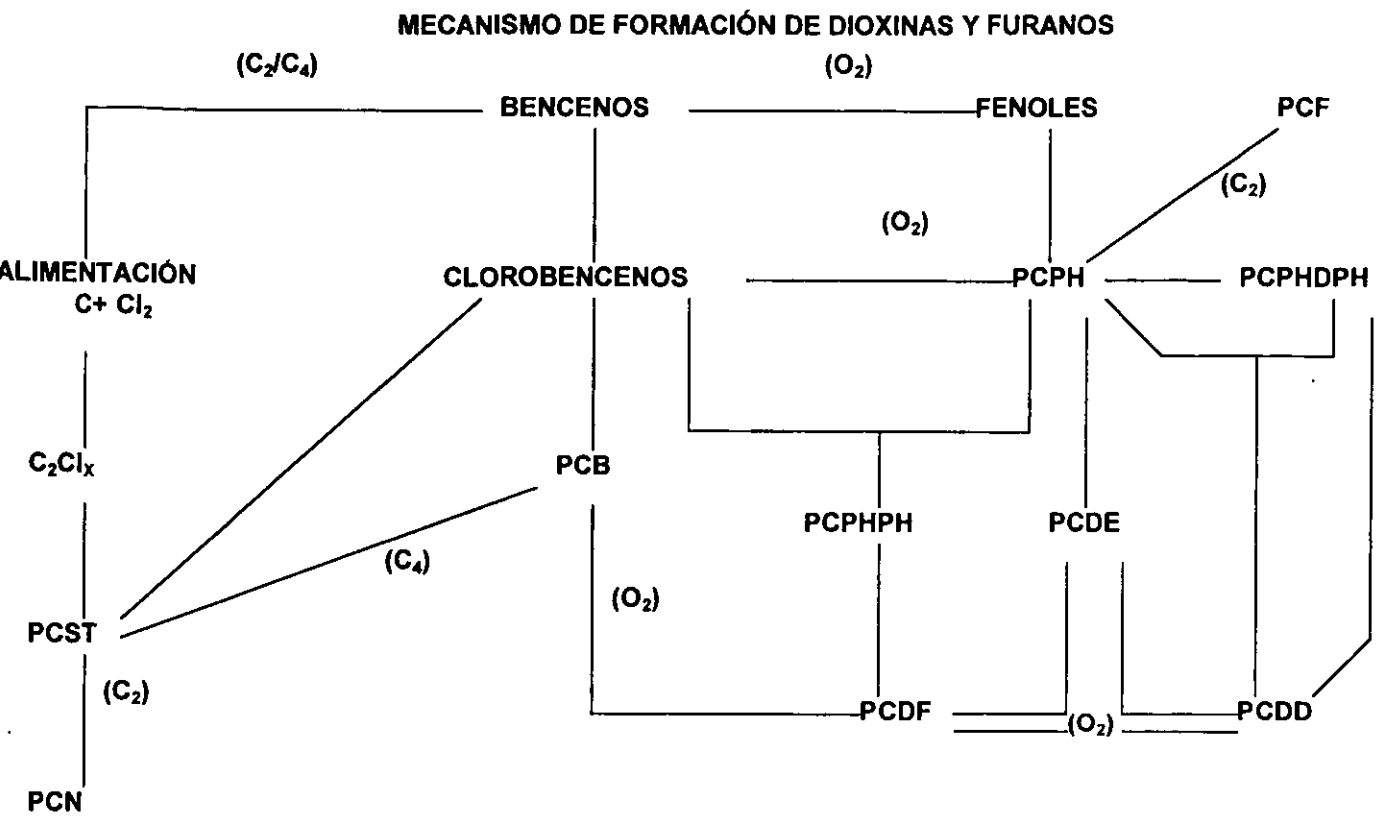 MECANISMO DE FORMACIÓN DE DIOXINAS Y FURANOS
(C₂/C₄)
(O₂)
BENCENOS
FENOLES
PCF
(C₂)
(O₂)
ALIMENTACIÓN
C+ Cl₂
CLOROBENCENOS
PCPH
PCPHDPH
C₂Clₓ
PCB
PCPHPH
PCDE
(C₄)
(O₂)
PCST
(C₂)
PCDF
(O₂)
PCDD
PCN